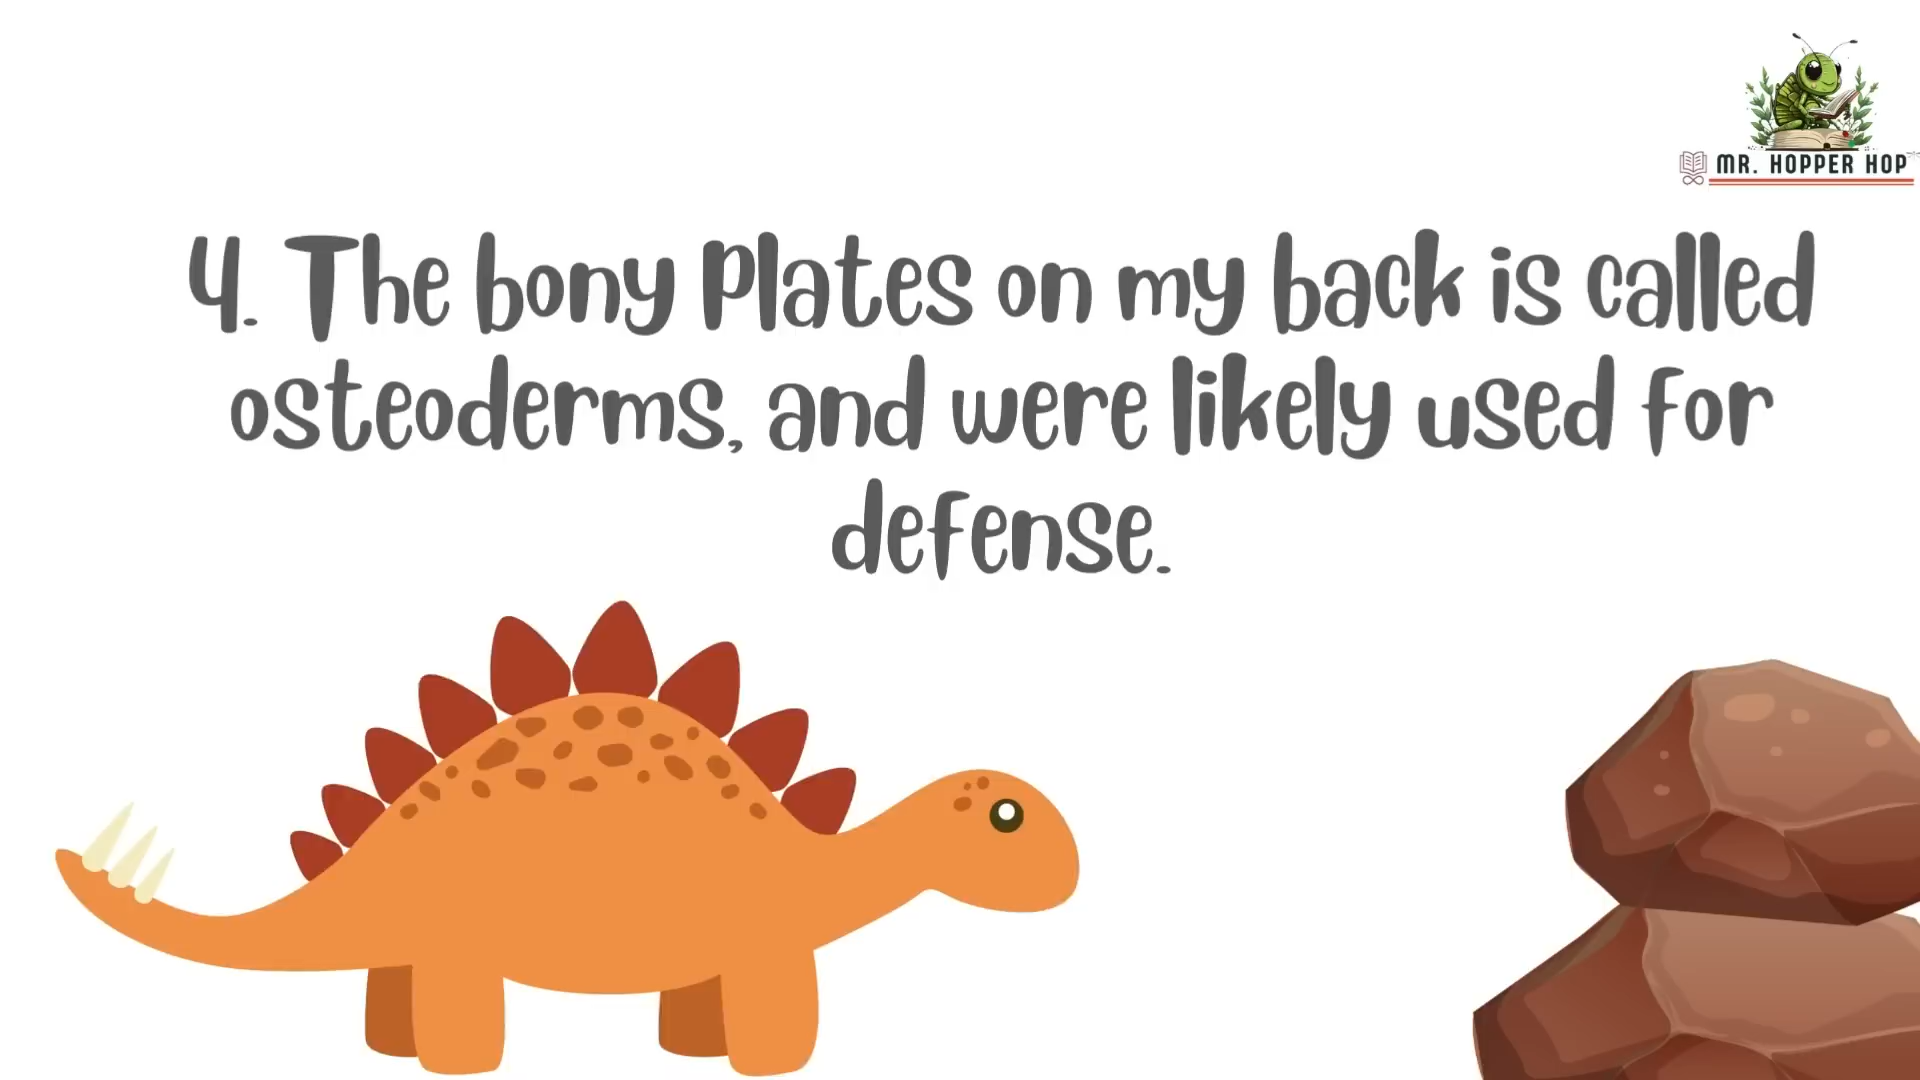 MR. HOPPER HOP
4. The bony plates on my back is called
osteoderms, and were likely used for
defense.